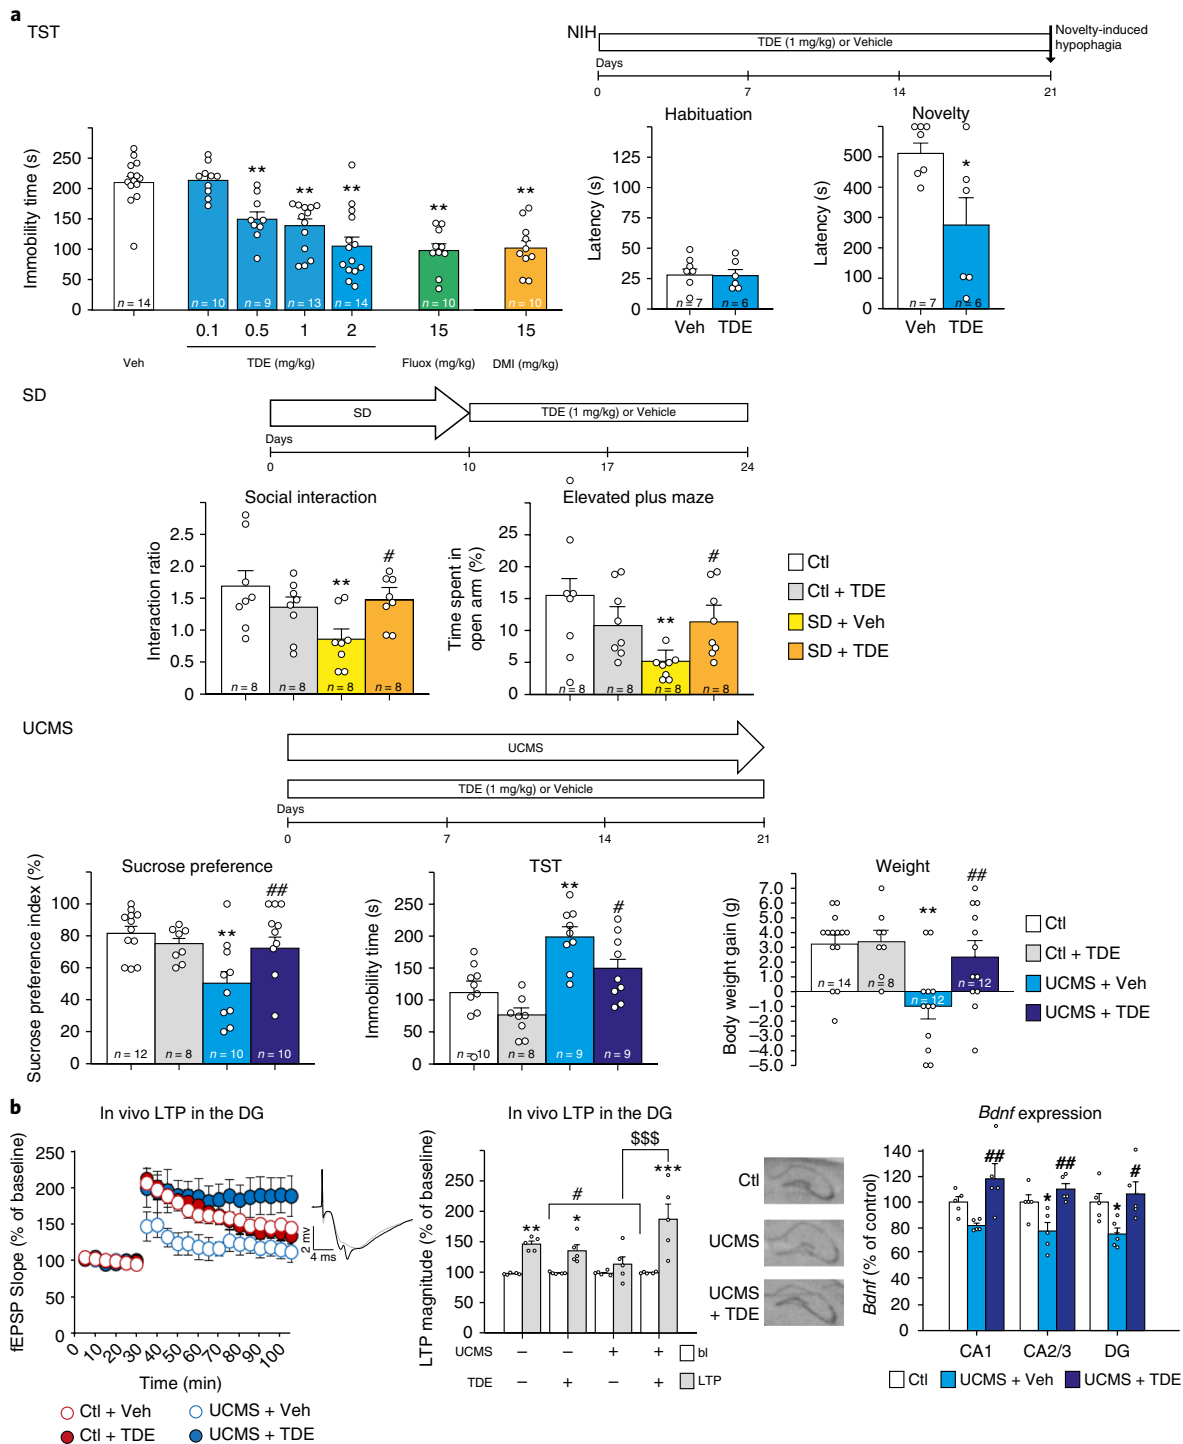 a
TST
NIH
TDE (1 mg/kg) or Vehicle
Novelty-induced
hypophagia
Days
0 7 14 21
Immobility time (s)
250
200
150
100
50
0
** ** ** ** **
n = 14 n = 10 n = 9 n = 13 n = 14 n = 10 n = 10
0.1 0.5 1 2 15 15
Veh TDE (mg/kg) Fluox (mg/kg) DMI (mg/kg)
Habituation
Latency (s)
125
100
75
50
25
0
n = 7 n = 6
Veh TDE
Novelty
Latency (s)
500
400
300
200
100
0
*
n = 7 n = 6
Veh TDE
SD
SD
TDE (1 mg/kg) or Vehicle
Days
0 10 17 24
Social interaction
Interaction ratio
2.5
2.0
1.5
1.0
0.5
0
** #
n = 8 n = 8 n = 8 n = 8
Elevated plus maze
Time spent in
open arm (%)
25
20
15
10
5
0
** #
n = 8 n = 8 n = 8 n = 8
Ctl
Ctl + TDE
SD + Veh
SD + TDE
UCMS
UCMS
TDE (1 mg/kg) or Vehicle
Days
0 7 14 21
Sucrose preference
Sucrose preference index (%)
100
80
60
40
20
0
** ##
n = 12 n = 8 n = 10 n = 10
TST
Immobility time (s)
250
200
150
100
50
0
** #
n = 10 n = 8 n = 9 n = 9
Weight
Body weight gain (g)
7.0
6.0
5.0
4.0
3.0
2.0
1.0
0
−1.0
−2.0
−3.0
−4.0
−5.0
** ##
n = 14 n = 8 n = 12 n = 12
Ctl
Ctl + TDE
UCMS + Veh
UCMS + TDE
b
In vivo LTP in the DG
fEPSP Slope (% of baseline)
250
200
150
100
50
0
0 10 20 30 40 50 60 70 80 90 100
Time (min)
2 mv
4 ms
Ctl + Veh
Ctl + TDE
UCMS + Veh
UCMS + TDE
In vivo LTP in the DG
LTP magnitude (% of baseline)
250
200
150
100
50
0
$$$
#
** * ***
UCMS − − + +
TDE − + − +
bl
LTP
Ctl
UCMS
UCMS
+ TDE
Bdnf expression
Bdnf (% of control)
140
120
100
80
60
40
20
0
## * ## * #
CA1 CA2/3 DG
Ctl UCMS + Veh UCMS + TDE